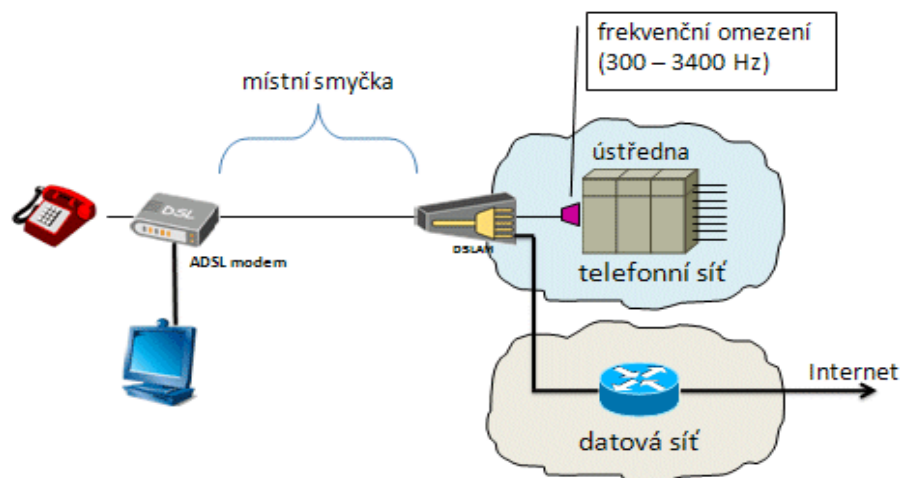 frekvenční omezení
(300 – 3400 Hz)
místní smyčka
ústředna
DSL
ADSL modem
DSLAM
telefonní síť
Internet
datová síť